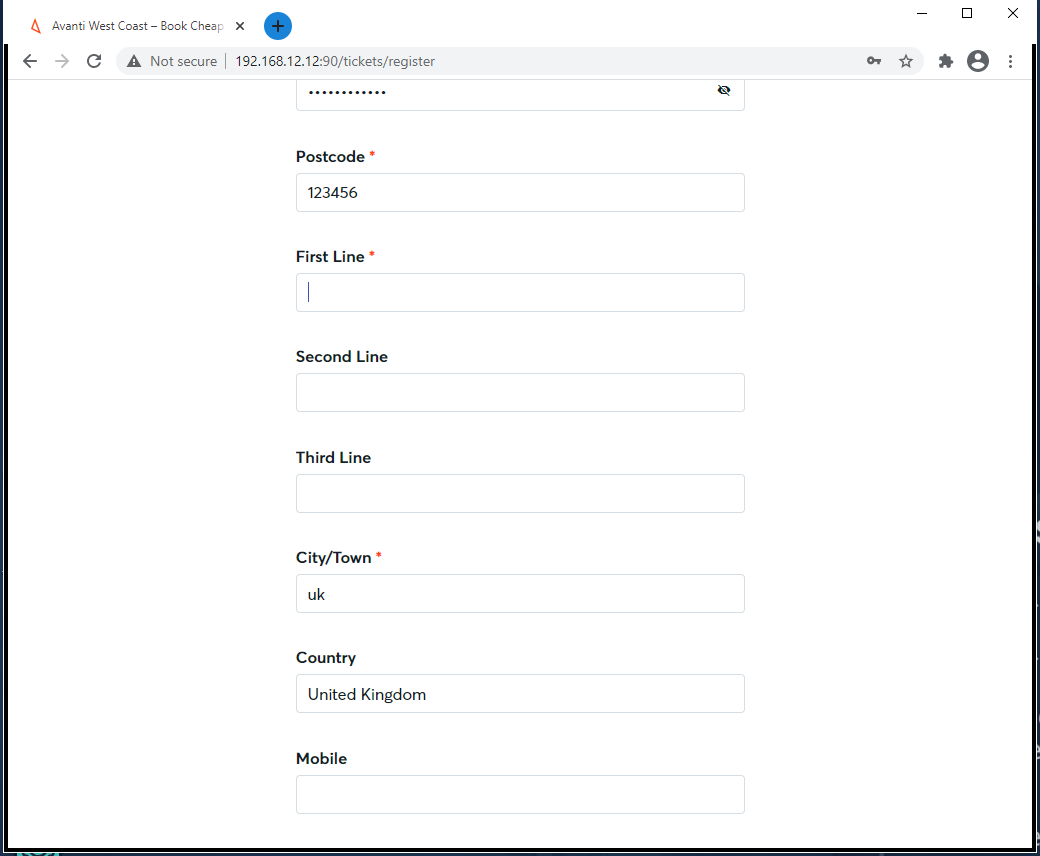 Avanti West Coast – Book Cheap
Not secure
192.168.12.12:90/tickets/register
••••••••••••
Postcode *
123456
First Line *
Second Line
Third Line
City/Town *
uk
Country
United Kingdom
Mobile